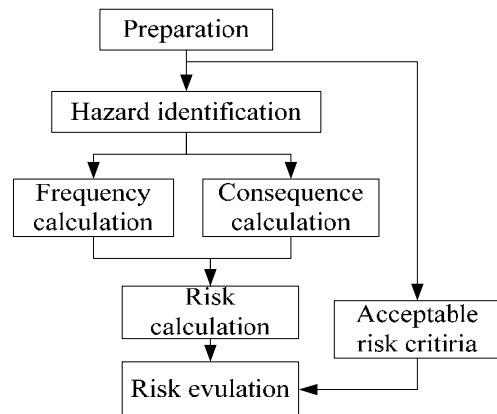 Preparation
Hazard identification
Frequency
calculation
Consequence
calculation
Risk
calculation
Acceptable
risk critiria
Risk evulation